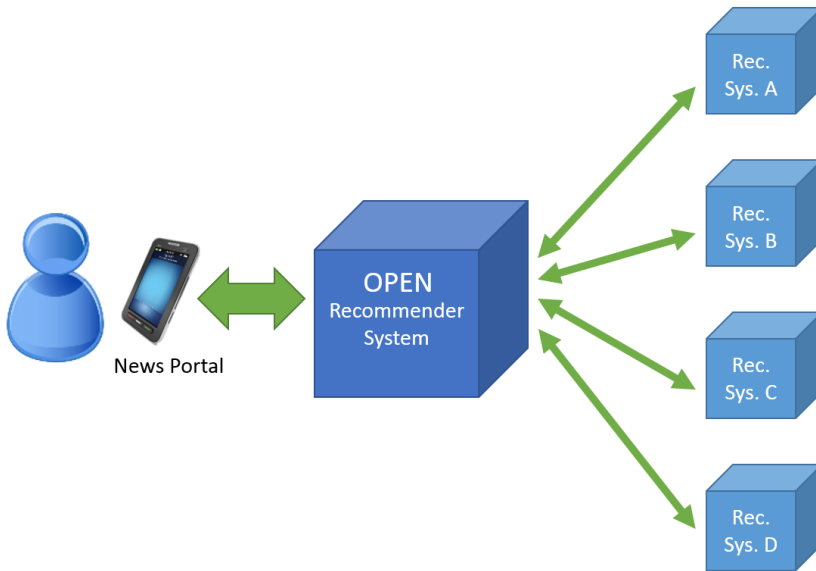 Rec.
Sys. A
Rec.
Sys. B
OPEN
Recommender
System
News Portal
Rec.
Sys. C
Rec.
Sys. D